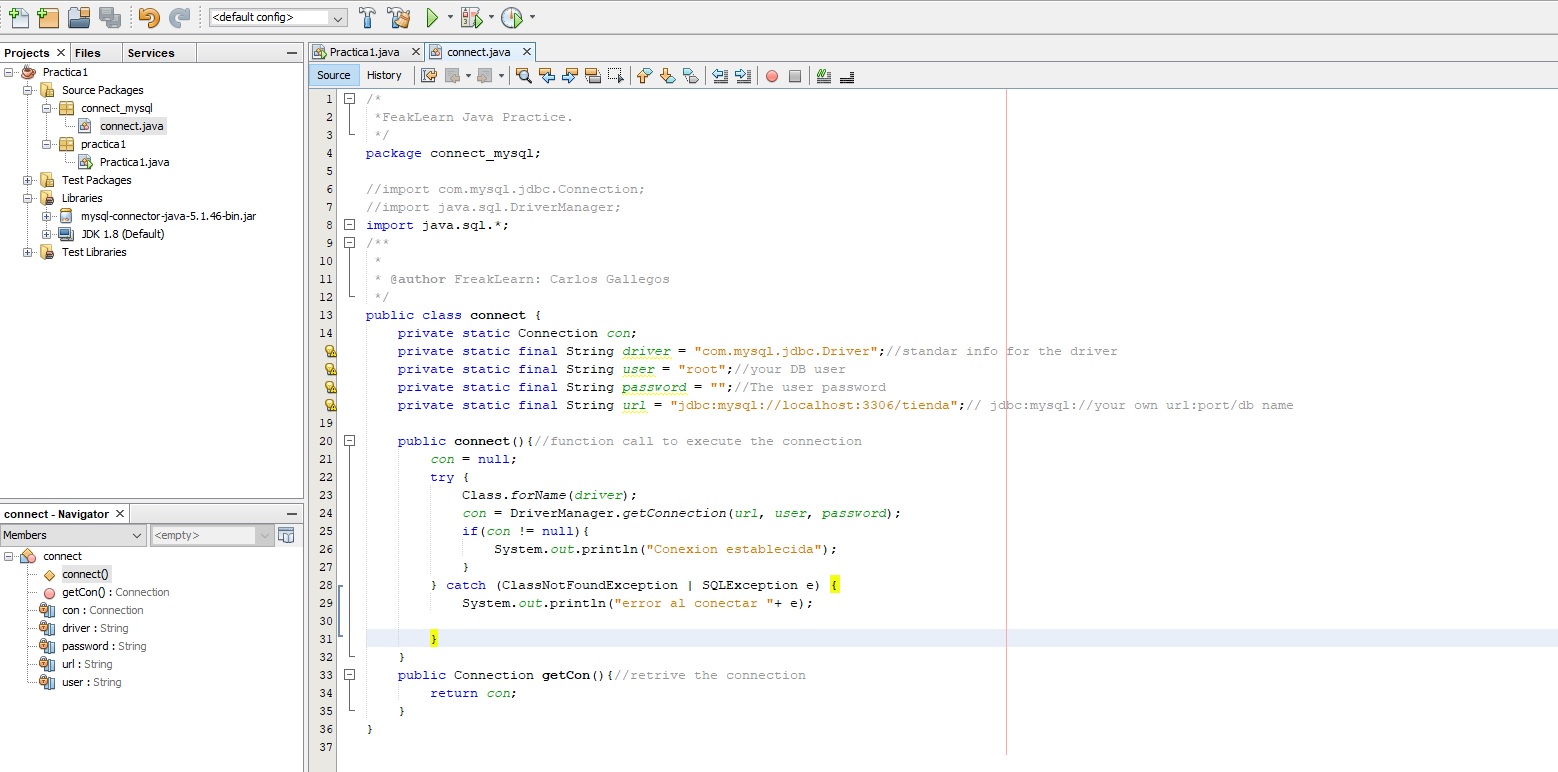 <default config>
Projects
Files
Services
Practica1
Source Packages
connect_mysql
connect.java
practica1
Practica1.java
Test Packages
Libraries
mysql-connector-java-5.1.46-bin.jar
JDK 1.8 (Default)
Test Libraries
connect - Navigator
Members
<empty>
connect
connect()
getCon() : Connection
con : Connection
driver : String
password : String
url : String
user : String
Practica1.java
connect.java
Source
History
1 /*
2 *FeakLearn Java Practice.
3 */
4 package connect_mysql;
5
6 //import com.mysql.jdbc.Connection;
7 //import java.sql.DriverManager;
8 import java.sql.*;
9 /**
10 *
11 * @author FreakLearn: Carlos Gallegos
12 */
13 public class connect {
14 private static Connection con;
private static final String driver = "com.mysql.jdbc.Driver";//standar info for the driver
private static final String user = "root";//your DB user
private static final String password = "";//The user password
private static final String url = "jdbc:mysql://localhost:3306/tienda";// jdbc:mysql://your own url:port/db name
19
20 public connect(){//function call to execute the connection
21 con = null;
22 try {
23 Class.forName(driver);
24 con = DriverManager.getConnection(url, user, password);
25 if(con != null){
26 System.out.println("Conexion establecida");
27 }
28 } catch (ClassNotFoundException | SQLException e) {
29 System.out.println("error al conectar "+ e);
30
31 }
32 }
33 public Connection getCon(){//retrive the connection
34 return con;
35 }
36 }
37